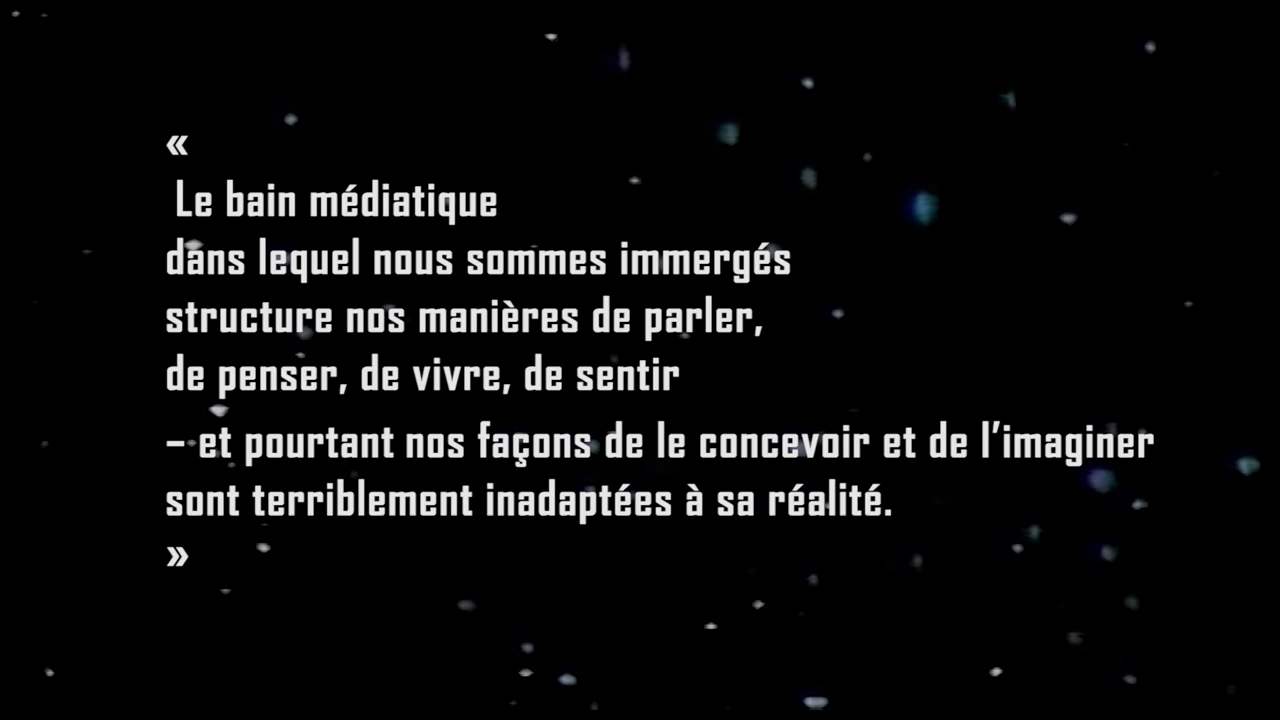 «
Le bain médiatique
dans lequel nous sommes immergés
structure nos manières de parler,
de penser, de vivre, de sentir
– et pourtant nos façons de le concevoir et de l’imaginer
sont terriblement inadaptées à sa réalité.
»